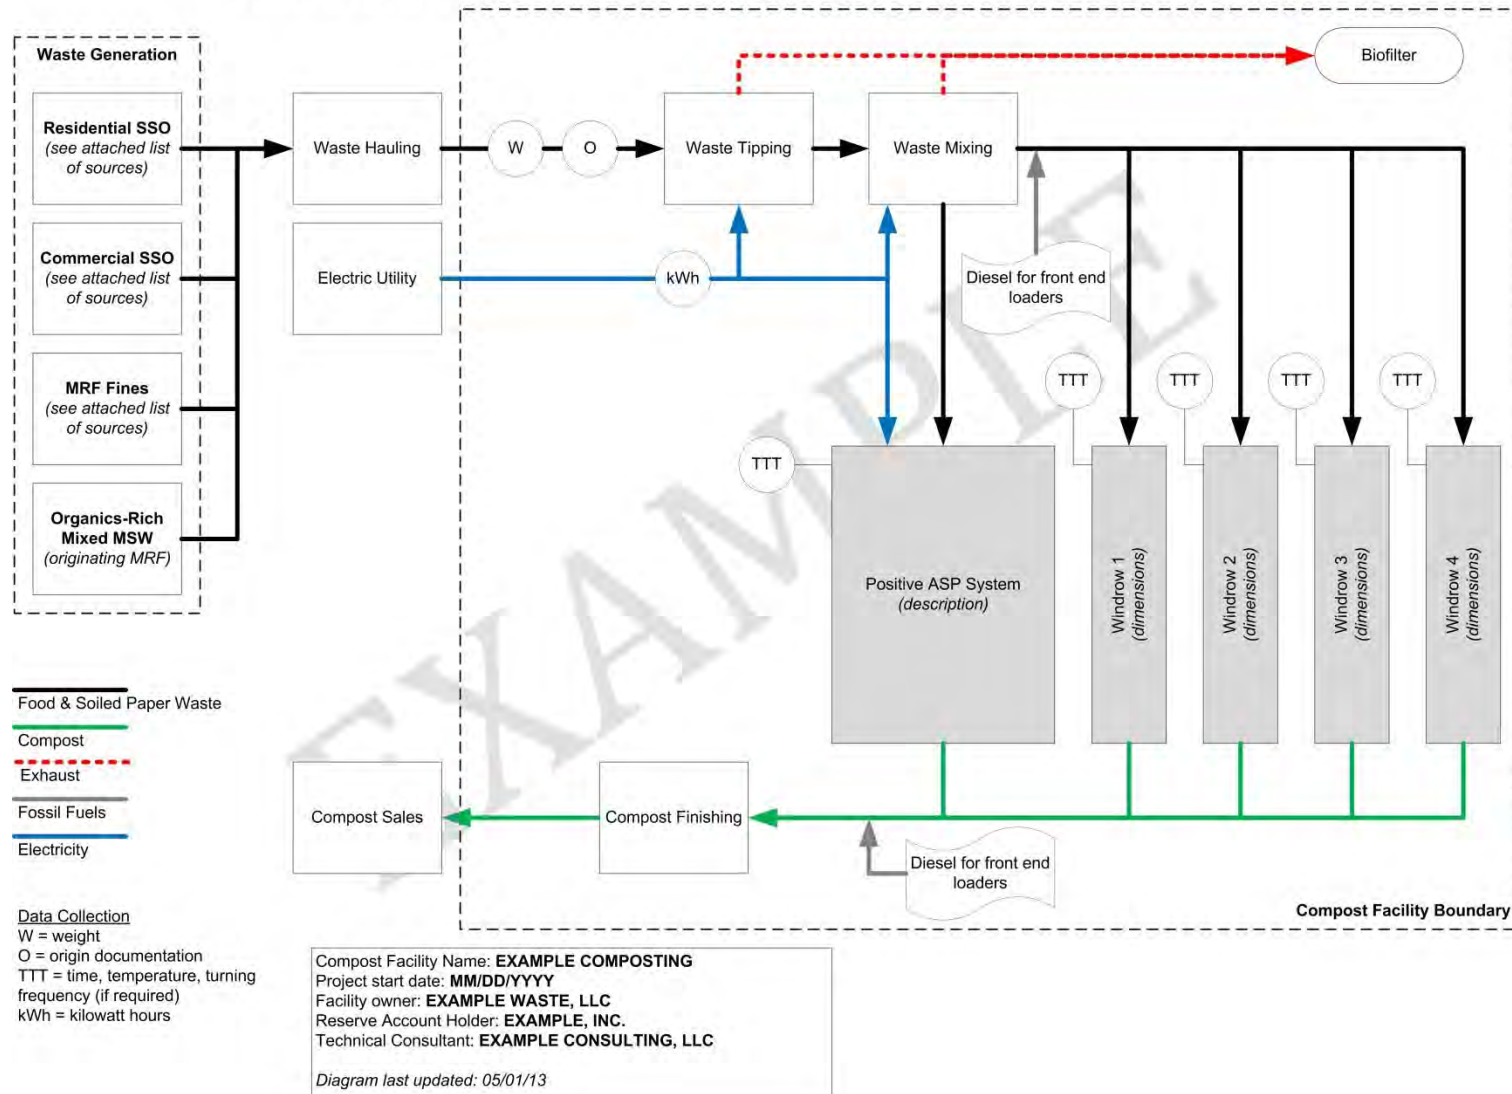 Waste Generation
Residential SSO
(see attached list
of sources)
Commercial SSO
(see attached list
of sources)
MRF Fines
(see attached list
of sources)
Organics-Rich
Mixed MSW
(originating MRF)
Waste Hauling
Electric Utility
W
O
kWh
Waste Tipping
Waste Mixing
Biofilter
Diesel for front end
loaders
TTT
TTT
TTT
TTT
TTT
Positive ASP System
(description)
Windrow 1
(dimensions)
Windrow 2
(dimensions)
Windrow 3
(dimensions)
Windrow 4
(dimensions)
EXAMPLE
Compost Sales
Compost Finishing
Diesel for front end
loaders
Compost Facility Boundary
Food & Soiled Paper Waste
Compost
Exhaust
Fossil Fuels
Electricity
Data Collection
W = weight
O = origin documentation
TTT = time, temperature, turning
frequency (if required)
kWh = kilowatt hours
Compost Facility Name: EXAMPLE COMPOSTING
Project start date: MM/DD/YYYY
Facility owner: EXAMPLE WASTE, LLC
Reserve Account Holder: EXAMPLE, INC.
Technical Consultant: EXAMPLE CONSULTING, LLC
Diagram last updated: 05/01/13